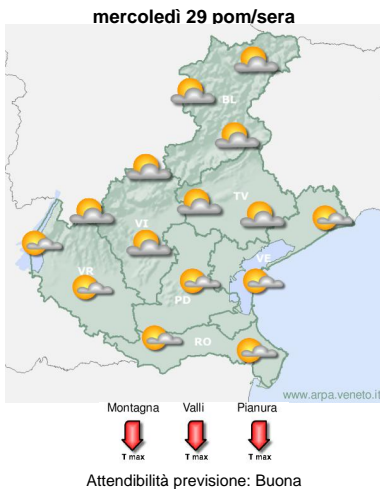 mercoledì 29 pom/sera
BL
TV
VI
VE
VR
PD
RO
www.arpa.veneto.it
Montagna Valli Pianura
T max T max T max
Attendibilità previsione: Buona